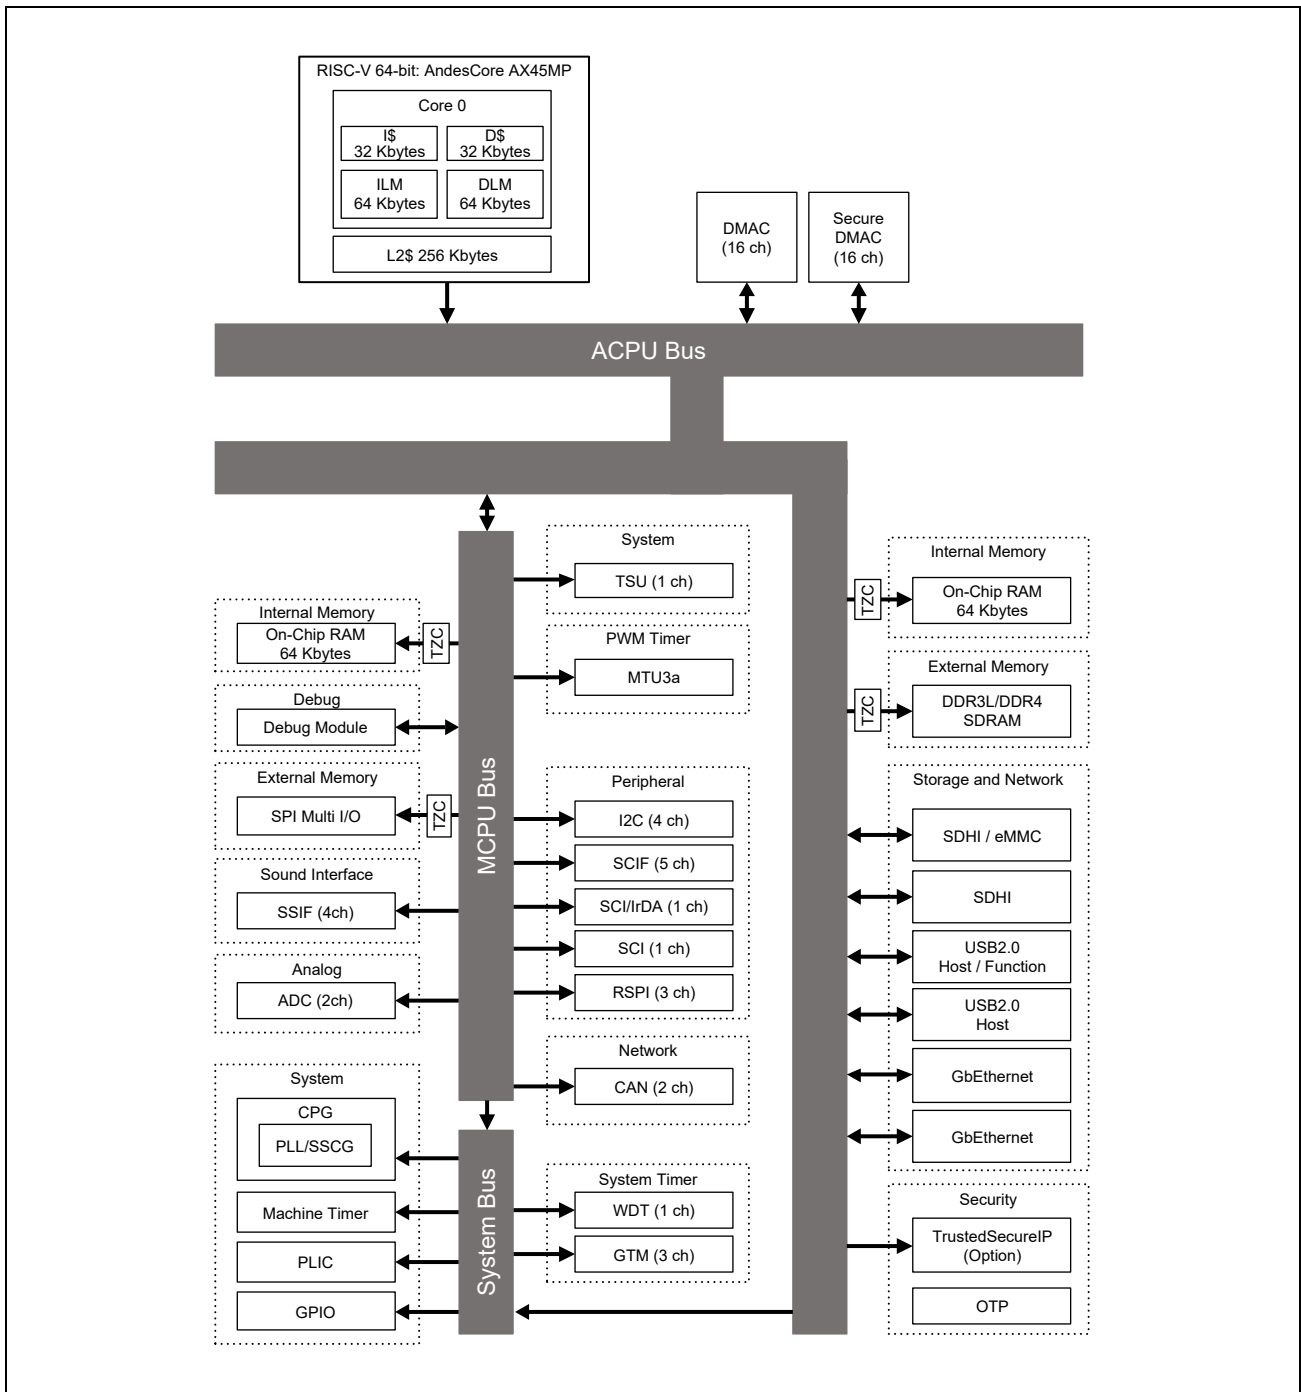 RISC-V 64-bit: AndesCore AX45MP
Core 0
I$
32 Kbytes
D$
32 Kbytes
ILM
64 Kbytes
DLM
64 Kbytes
L2$ 256 Kbytes
DMAC
(16 ch)
Secure
DMAC
(16 ch)
ACPU Bus
MCPU Bus
Internal Memory
On-Chip RAM
64 Kbytes
TZC
Debug
Debug Module
External Memory
SPI Multi I/O
TZC
Sound Interface
SSIF (4ch)
Analog
ADC (2ch)
System
TSU (1 ch)
PWM Timer
MTU3a
Peripheral
I2C (4 ch)
SCIF (5 ch)
SCI/IrDA (1 ch)
SCI (1 ch)
RSPI (3 ch)
Network
CAN (2 ch)
System
CPG
PLL/SSCG
Machine Timer
PLIC
GPIO
System Bus
System Timer
WDT (1 ch)
GTM (3 ch)
Internal Memory
TZC
On-Chip RAM
64 Kbytes
External Memory
TZC
DDR3L/DDR4
SDRAM
Storage and Network
SDHI / eMMC
SDHI
USB2.0
Host / Function
USB2.0
Host
GbEthernet
GbEthernet
Security
TrustedSecureIP
(Option)
OTP